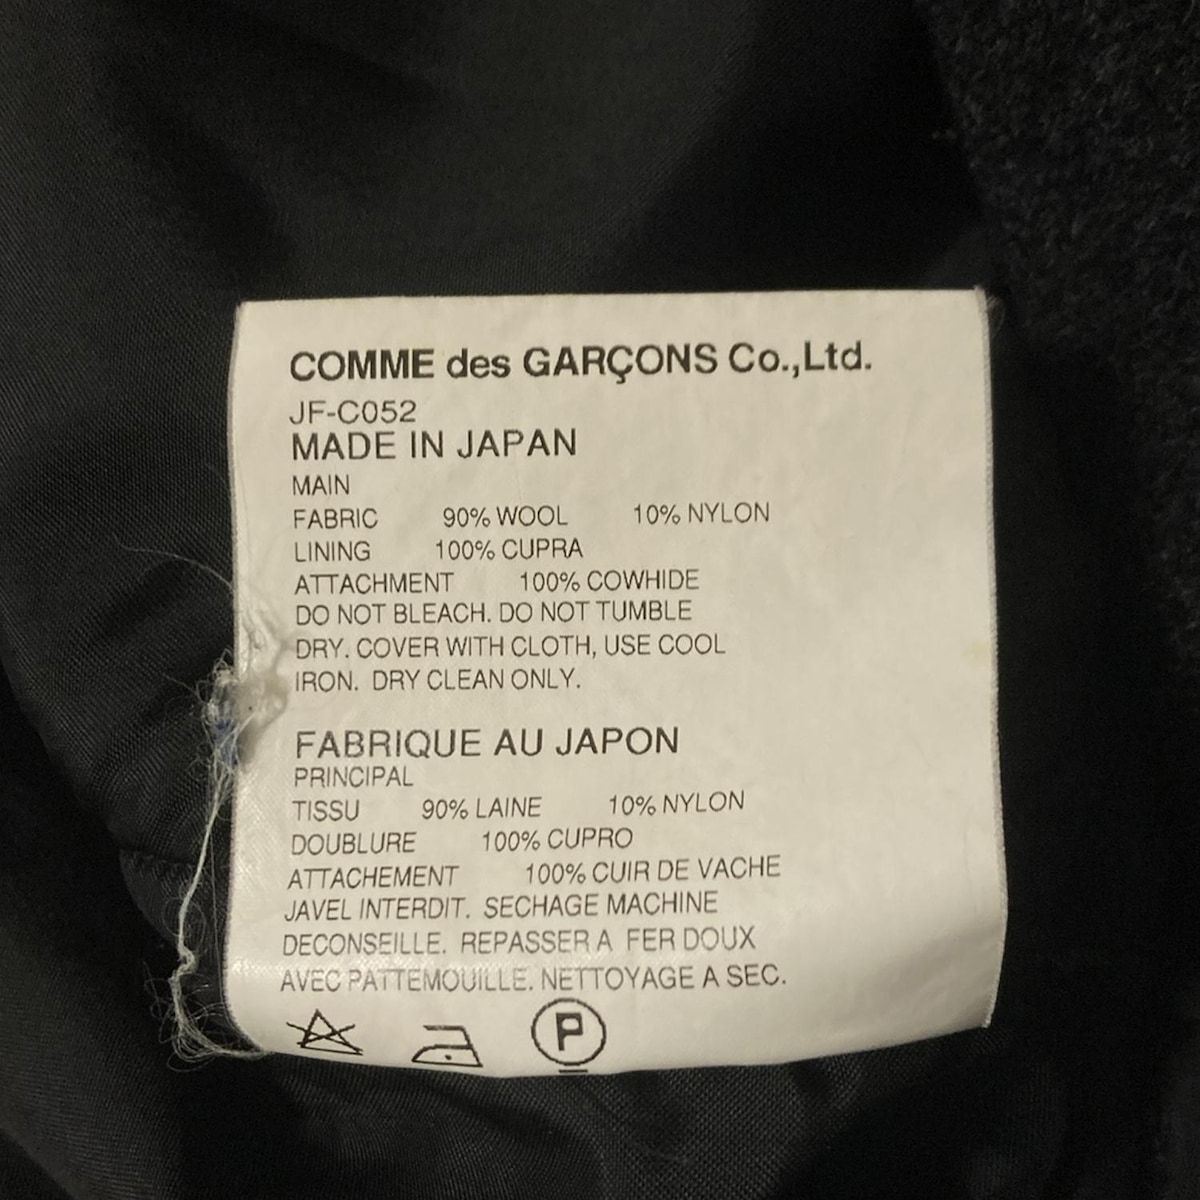 COMME des GARÇONS Co.,Ltd.
JF-C052
MADE IN JAPAN
MAIN
FABRIC 90% WOOL 10% NYLON
LINING 100% CUPRA
ATTACHMENT 100% COWHIDE
DO NOT BLEACH. DO NOT TUMBLE
DRY. COVER WITH CLOTH, USE COOL
IRON. DRY CLEAN ONLY.
FABRIQUE AU JAPON
PRINCIPAL
TISSU 90% LAINE 10% NYLON
DOUBLURE 100% CUPRO
ATTACHEMENT 100% CUIR DE VACHE
JAVEL INTERDIT. SECHAGE MACHINE
DECONSEILLE. REPASSER A FER DOUX
AVEC PATTEMOUILLE. NETTOYAGE A SEC.
P